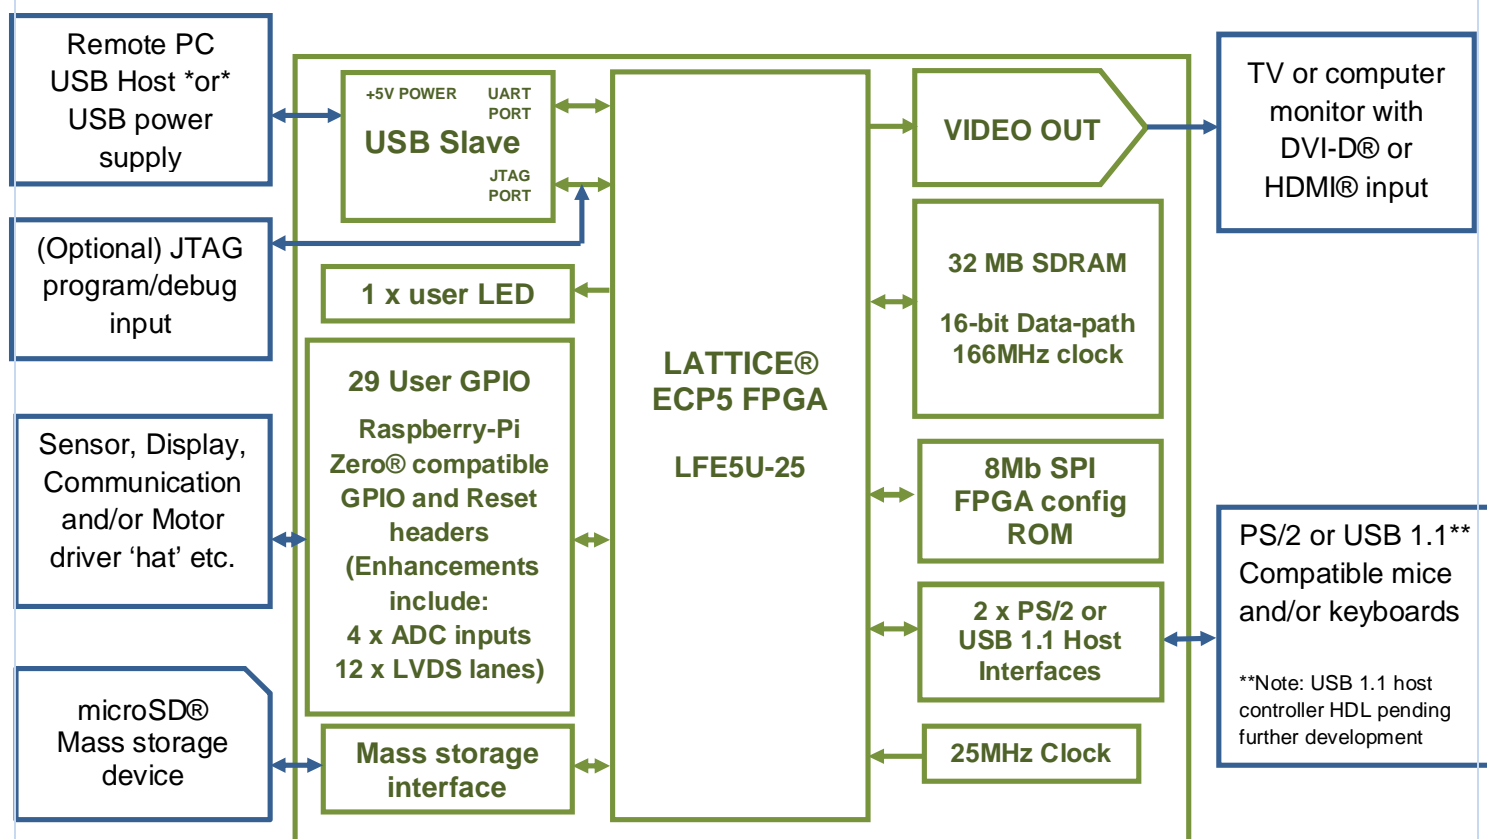 Remote PC
USB Host *or*
USB power
supply
(Optional) JTAG
program/debug
input
Sensor, Display,
Communication
and/or Motor
driver ‘hat’ etc.
microSD®
Mass storage
device
+5V POWER
UART
PORT
USB Slave
JTAG
PORT
1 x user LED
29 User GPIO
Raspberry-Pi
Zero® compatible
GPIO and Reset
headers
(Enhancements
include:
4 x ADC inputs
12 x LVDS lanes)
Mass storage
interface
LATTICE®
ECP5 FPGA
LFE5U-25
VIDEO OUT
32 MB SDRAM
16-bit Data-path
166MHz clock
8Mb SPI
FPGA config
ROM
2 x PS/2 or
USB 1.1 Host
Interfaces
25MHz Clock
TV or computer
monitor with
DVI-D® or
HDMI® input
PS/2 or USB 1.1**
Compatible mice
and/or keyboards
**Note: USB 1.1 host
controller HDL pending
further development